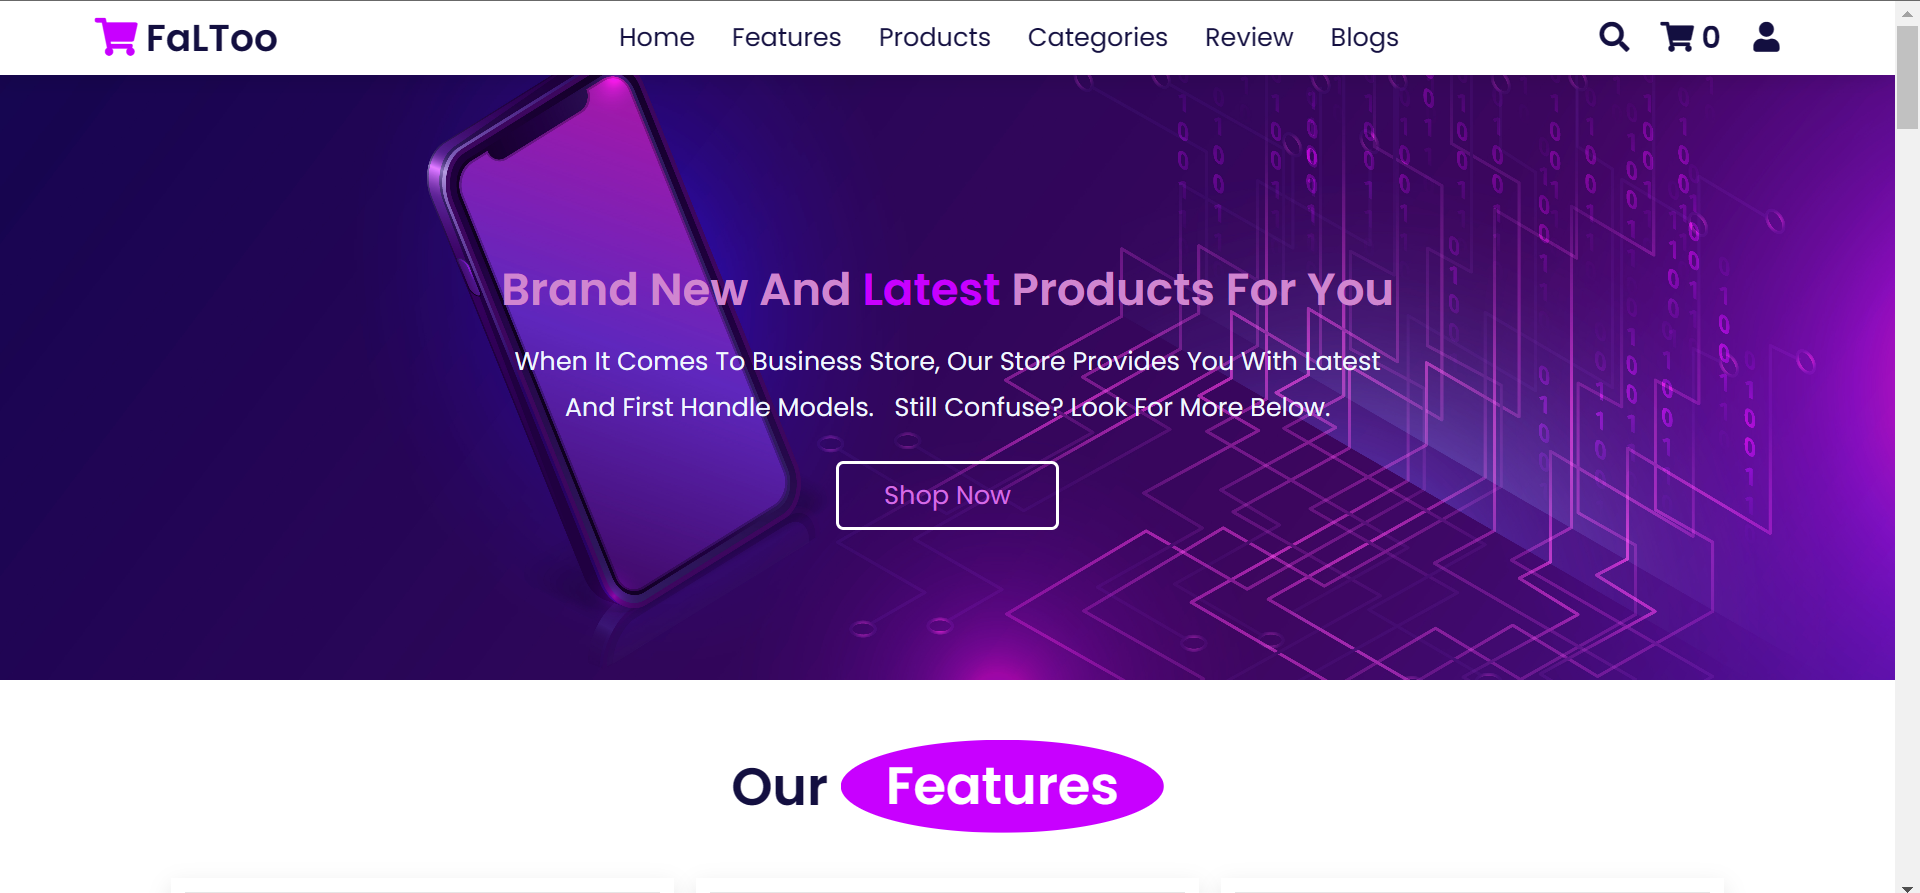 FaLToo
Home Features Products Categories Review Blogs
0
Brand New And Latest Products For You
When It Comes To Business Store, Our Store Provides You With Latest
And First Handle Models. Still Confuse? Look For More Below.
Shop Now
Our Features